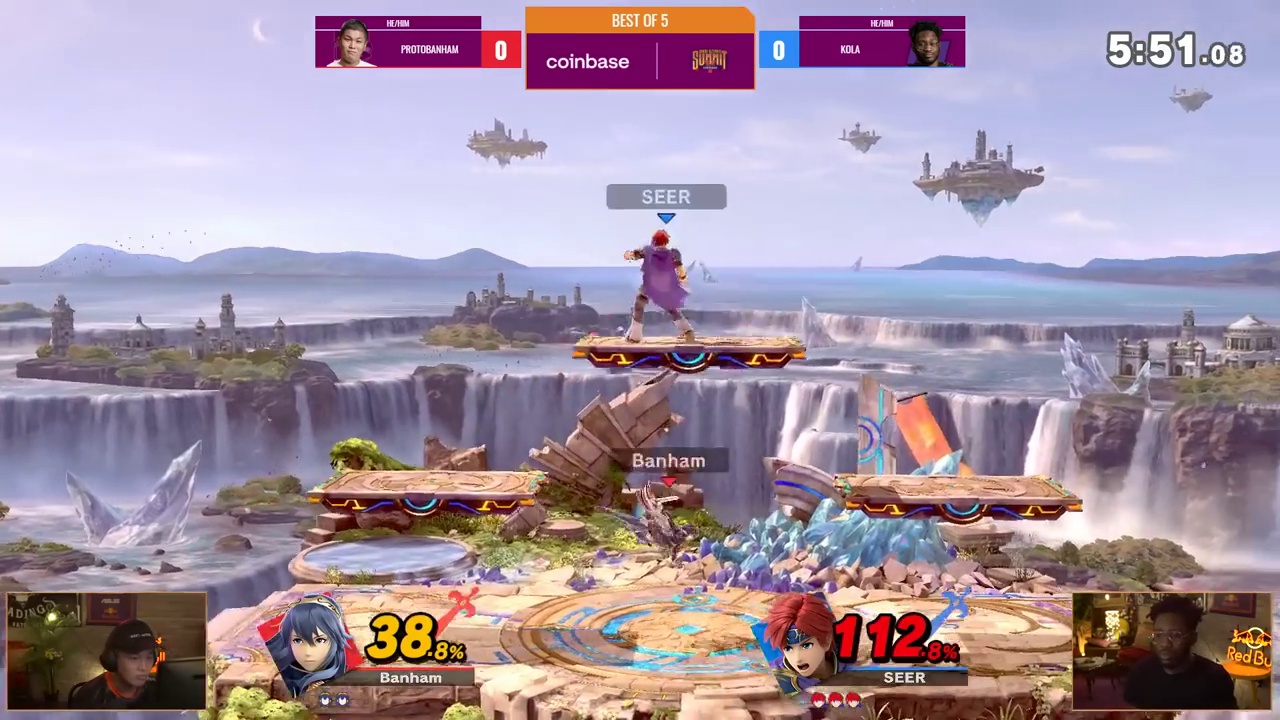 HE/HIM
PROTOBANHAM
0
BEST OF 5
coinbase
SUMMIT
0
HE/HIM
KOLA
5:51.08
SEER
Banham
38.8%
Banham
112.8%
SEER
Red Bu